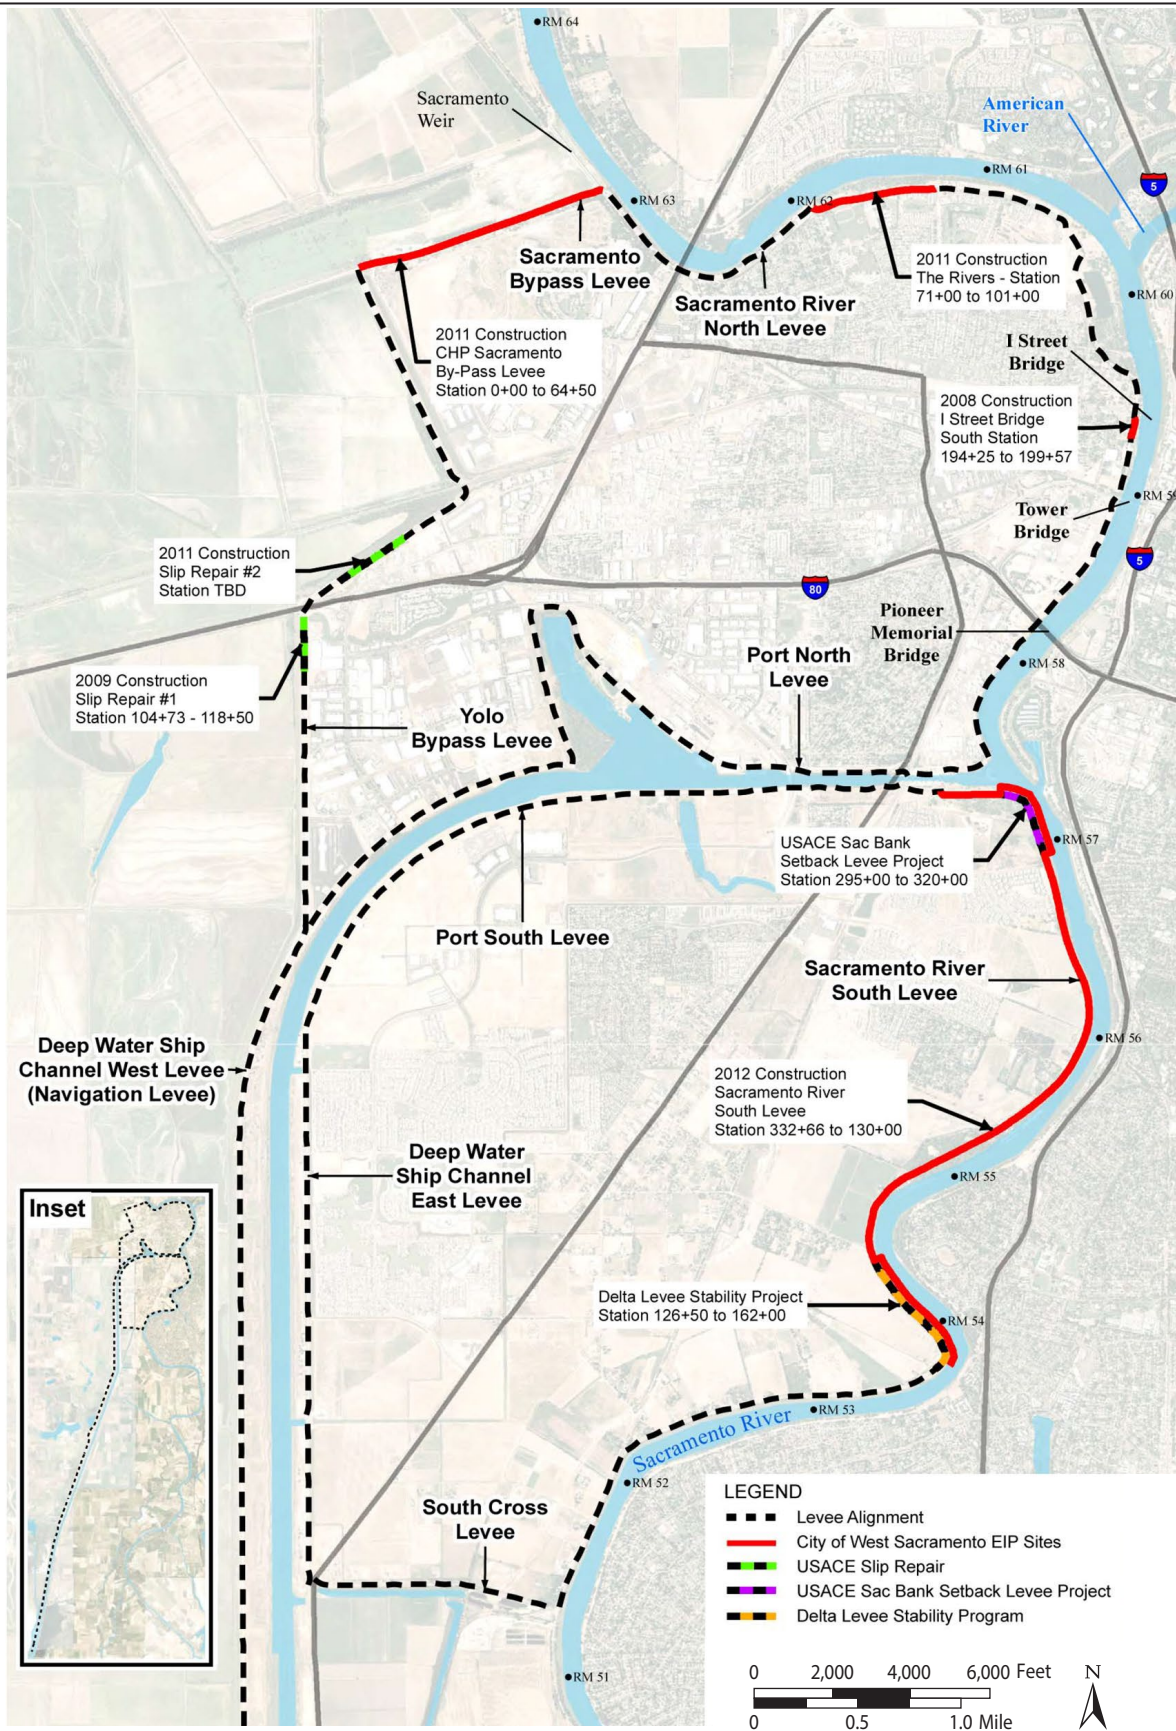 RM 64
Sacramento
Weir
American
River
RM 61
5
RM 63
RM 62
Sacramento
Bypass Levee
2011 Construction
The Rivers - Station
71+00 to 101+00
RM 60
Sacramento River
North Levee
2011 Construction
CHP Sacramento
By-Pass Levee
Station 0+00 to 64+50
I Street
Bridge
2008 Construction
I Street Bridge
South Station
194+25 to 199+57
RM 59
Tower
Bridge
2011 Construction
Slip Repair #2
Station TBD
5
80
Pioneer
Memorial
Bridge
RM 58
Port North
Levee
2009 Construction
Slip Repair #1
Station 104+73 - 118+50
Yolo
Bypass Levee
USACE Sac Bank
Setback Levee Project
Station 295+00 to 320+00
RM 57
Port South Levee
Sacramento River
South Levee
Deep Water Ship
Channel West Levee
(Navigation Levee)
RM 56
2012 Construction
Sacramento River
South Levee
Station 332+66 to 130+00
Deep Water
Ship Channel
East Levee
RM 55
Inset
Delta Levee Stability Project
Station 126+50 to 162+00
RM 54
RM 53
Sacramento River
RM 52
South Cross
Levee
RM 51
LEGEND
Levee Alignment
City of West Sacramento EIP Sites
USACE Slip Repair
USACE Sac Bank Setback Levee Project
Delta Levee Stability Program
0 2,000 4,000 6,000 Feet
N
0 0.5 1.0 Mile